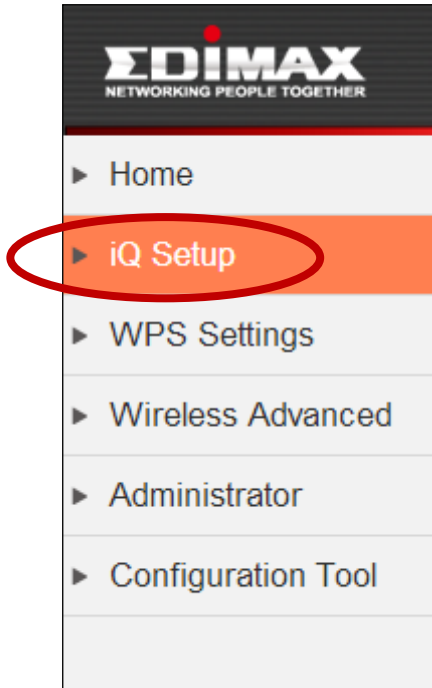 EDIMAX
NETWORKING PEOPLE TOGETHER
Home
iQ Setup
WPS Settings
Wireless Advanced
Administrator
Configuration Tool